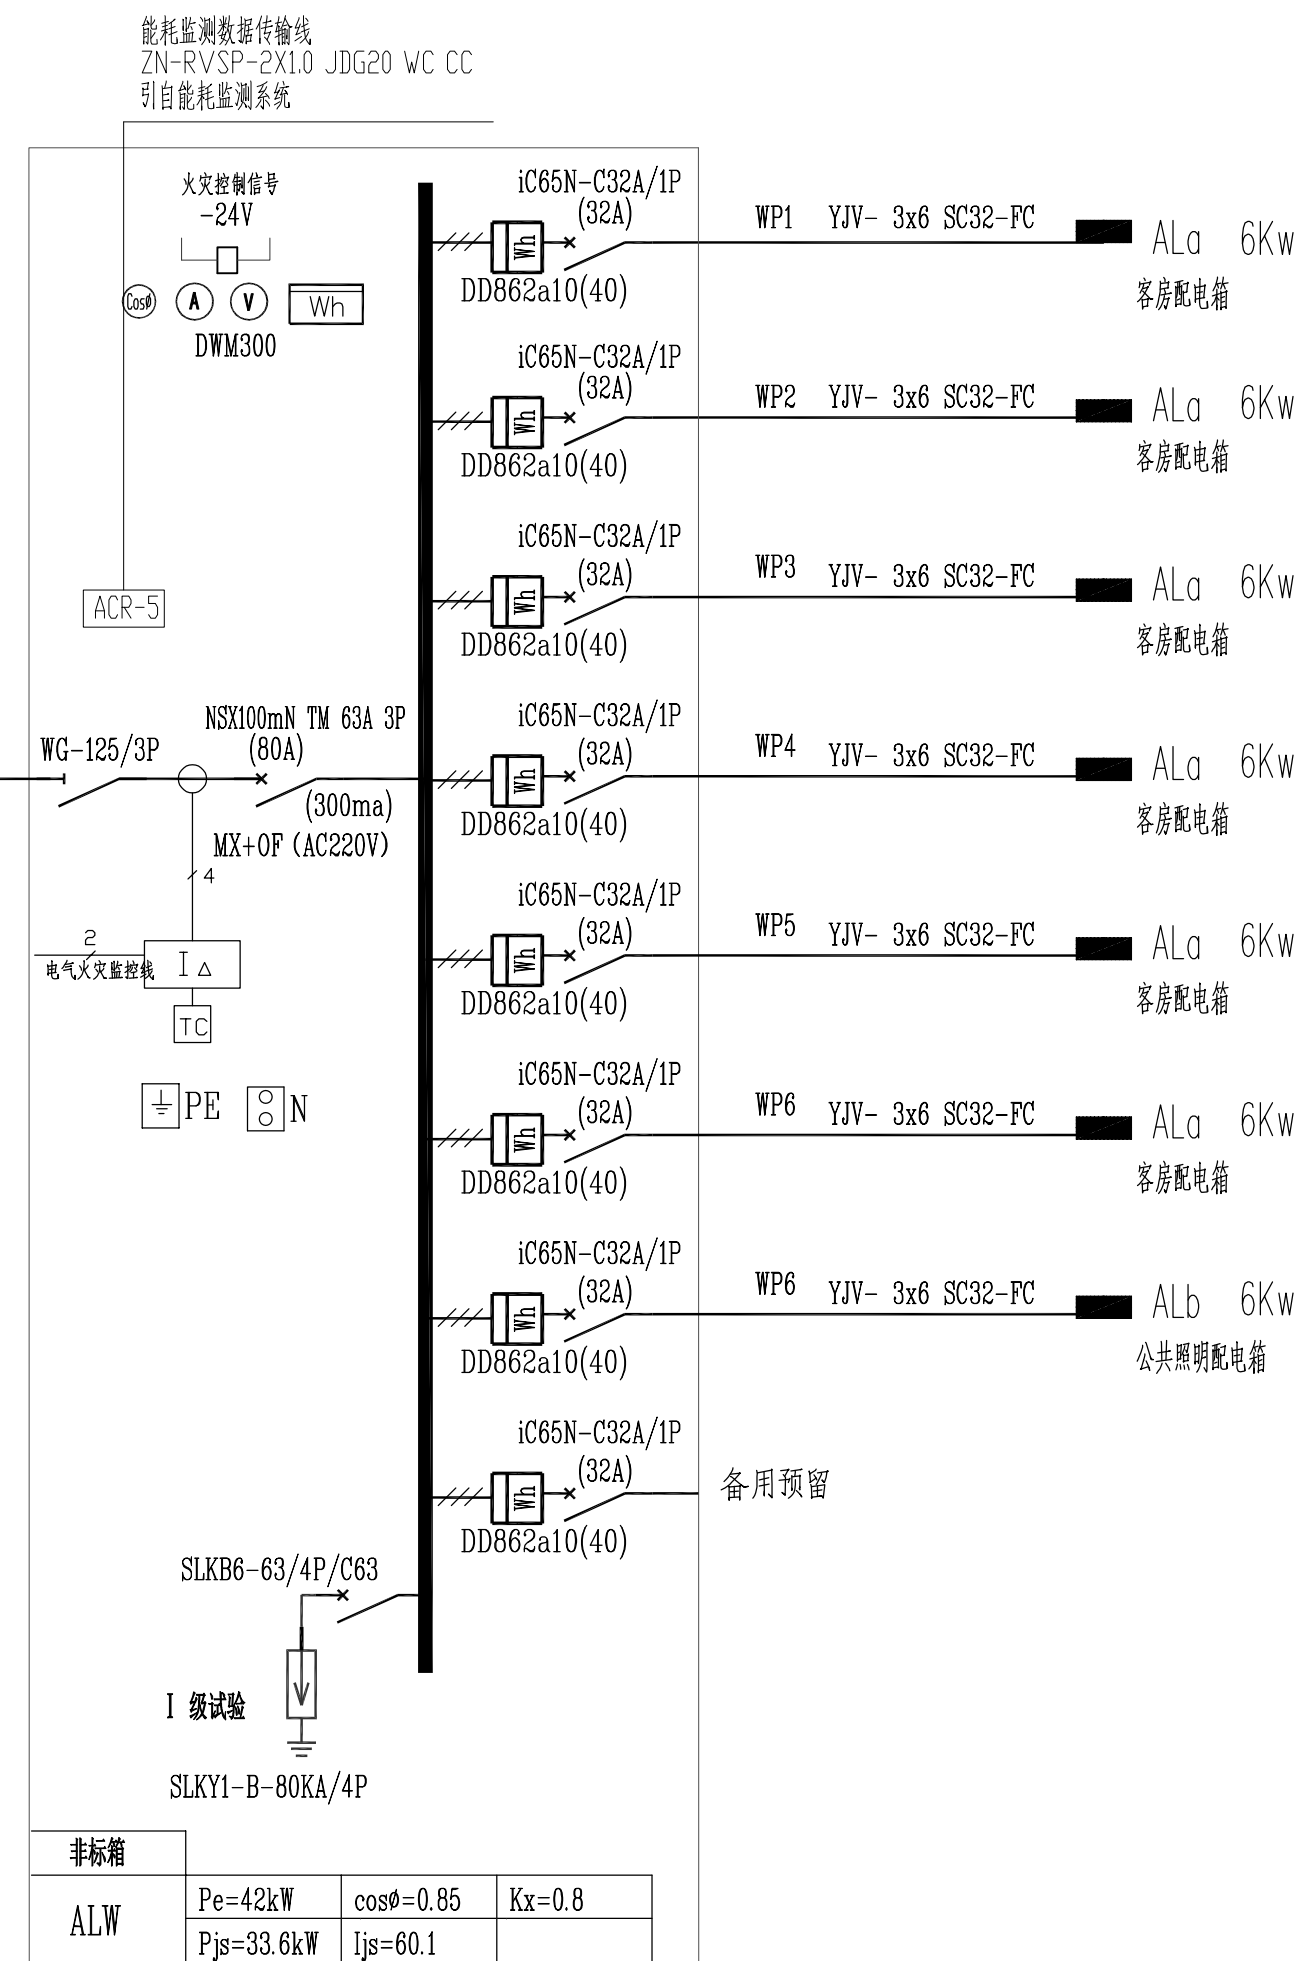 能耗监测数据传输线
ZN-RVSP-2X1.0 JDG20 WC CC
引自能耗监测系统
火灾控制信号
-24V
Cosø
A
V
Wh
DWM300
ACR-5
WG-125/3P
NSX100mN TM 63A 3P
(80A)
(300ma)
MX+OF (AC220V)
4
2
电气火灾监控线
I △
TC
PE
N
iC65N-C32A/1P
(32A)
Wh
DD862a10(40)
WP1 YJV- 3x6 SC32-FC
ALa 6Kw
客房配电箱
iC65N-C32A/1P
(32A)
Wh
DD862a10(40)
WP2 YJV- 3x6 SC32-FC
ALa 6Kw
客房配电箱
iC65N-C32A/1P
(32A)
Wh
DD862a10(40)
WP3 YJV- 3x6 SC32-FC
ALa 6Kw
客房配电箱
iC65N-C32A/1P
(32A)
Wh
DD862a10(40)
WP4 YJV- 3x6 SC32-FC
ALa 6Kw
客房配电箱
iC65N-C32A/1P
(32A)
Wh
DD862a10(40)
WP5 YJV- 3x6 SC32-FC
ALa 6Kw
客房配电箱
iC65N-C32A/1P
(32A)
Wh
DD862a10(40)
WP6 YJV- 3x6 SC32-FC
ALa 6Kw
客房配电箱
iC65N-C32A/1P
(32A)
Wh
DD862a10(40)
WP6 YJV- 3x6 SC32-FC
ALb 6Kw
公共照明配电箱
iC65N-C32A/1P
(32A)
Wh
DD862a10(40)
备用预留
SLKB6-63/4P/C63
I 级试验
SLKY1-B-80KA/4P
非标箱
ALW
Pe=42kW cosø=0.85 Kx=0.8
Pjs=33.6kW Ijs=60.1